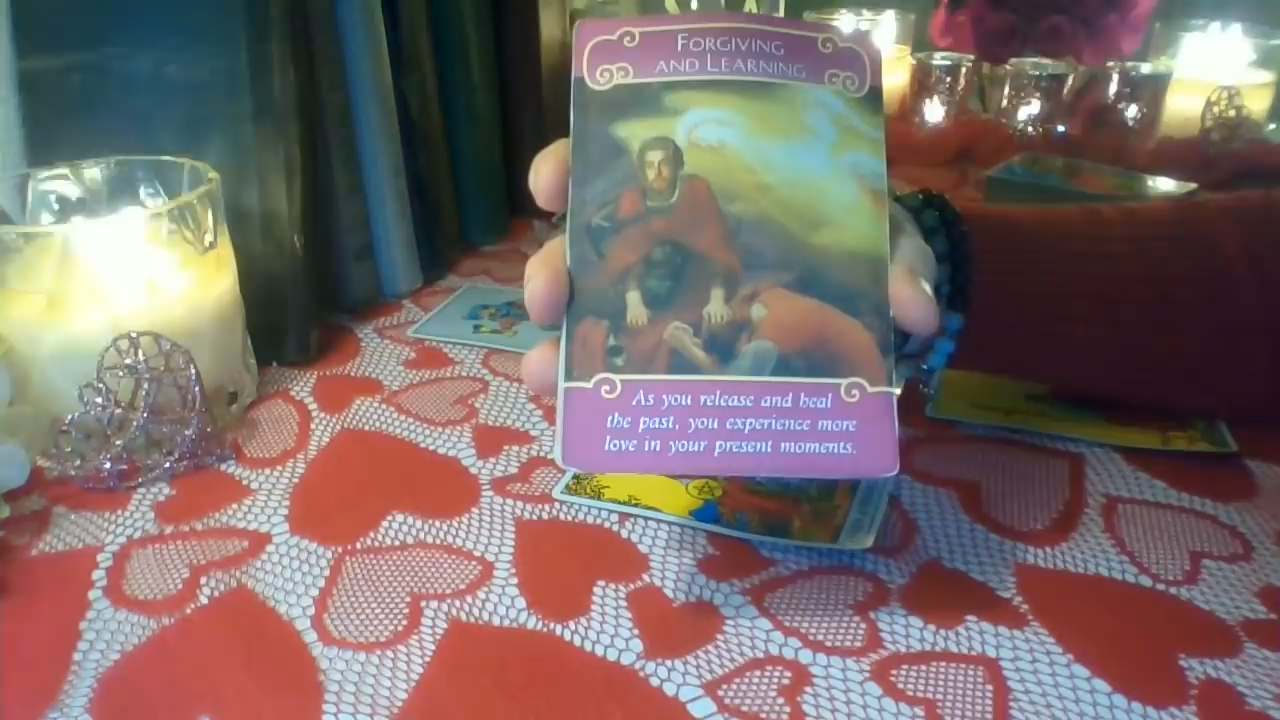 FORGIVING
AND LEARNING
As you release and heal
the past, you experience more
love in your present moments.